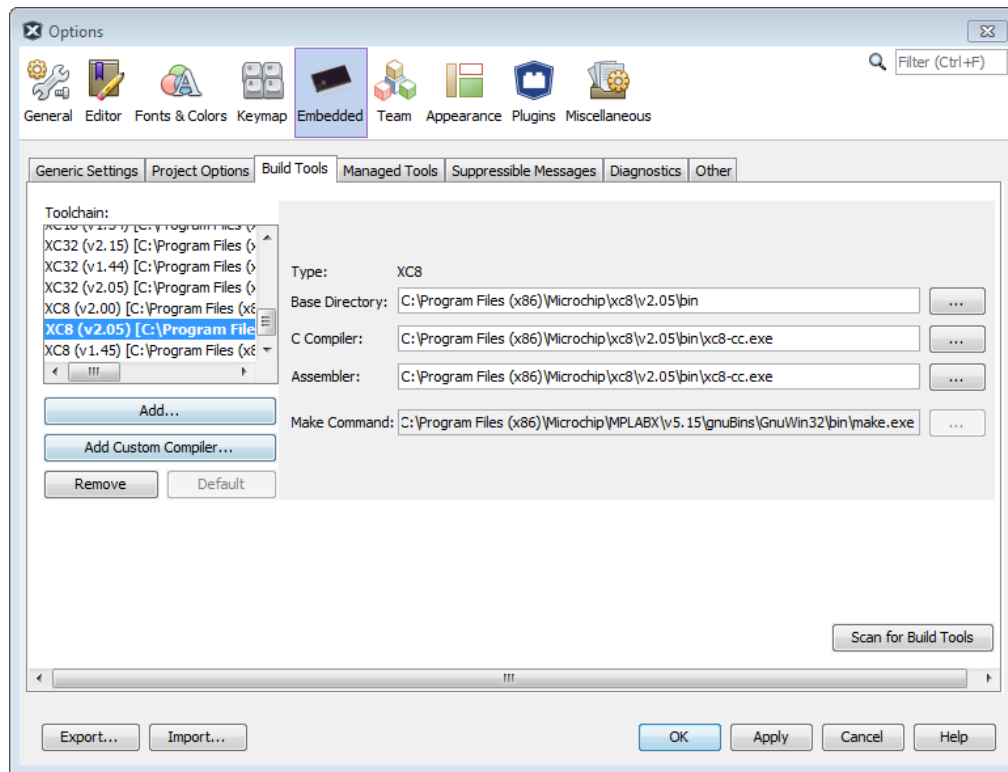 Options
Filter (Ctrl+F)
General Editor Fonts & Colors Keymap Embedded Team Appearance Plugins Miscellaneous
Generic Settings Project Options Build Tools Managed Tools Suppressible Messages Diagnostics Other
Toolchain:
XC32 (v2.15) [C:\Program Files (x
XC32 (v1.44) [C:\Program Files (x
XC32 (v2.05) [C:\Program Files (x
XC8 (v2.00) [C:\Program Files (x8
XC8 (v2.05) [C:\Program File
XC8 (v1.45) [C:\Program Files (x8
Add...
Add Custom Compiler...
Remove Default
Type: XC8
Base Directory: C:\Program Files (x86)\Microchip\xc8\v2.05\bin ...
C Compiler: C:\Program Files (x86)\Microchip\xc8\v2.05\bin\xc8-cc.exe ...
Assembler: C:\Program Files (x86)\Microchip\xc8\v2.05\bin\xc8-cc.exe ...
Make Command: C:\Program Files (x86)\Microchip\MPLABX\v5.15\gnuBins\GnuWin32\bin\make.exe ...
Scan for Build Tools
Export... Import... OK Apply Cancel Help